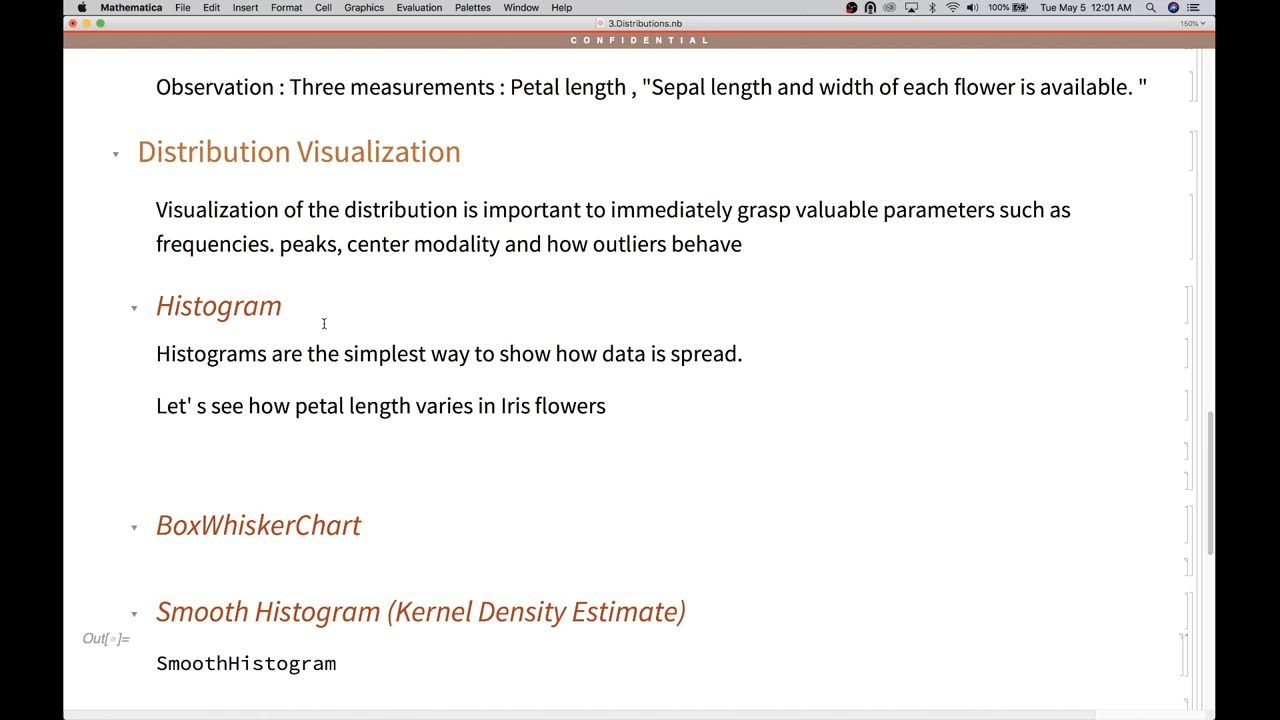 Mathematica File Edit Insert Format Cell Graphics Evaluation Palettes Window Help 100% Tue May 5 12:01 AM
3.Distributions.nb 150%
CONFIDENTIAL
Observation : Three measurements : Petal length , "Sepal length and width of each flower is available. "
Distribution Visualization
Visualization of the distribution is important to immediately grasp valuable parameters such as
frequencies. peaks, center modality and how outliers behave
Histogram
Histograms are the simplest way to show how data is spread.
Let' s see how petal length varies in Iris flowers
BoxWhiskerChart
Smooth Histogram (Kernel Density Estimate)
Out[ ]=
SmoothHistogram